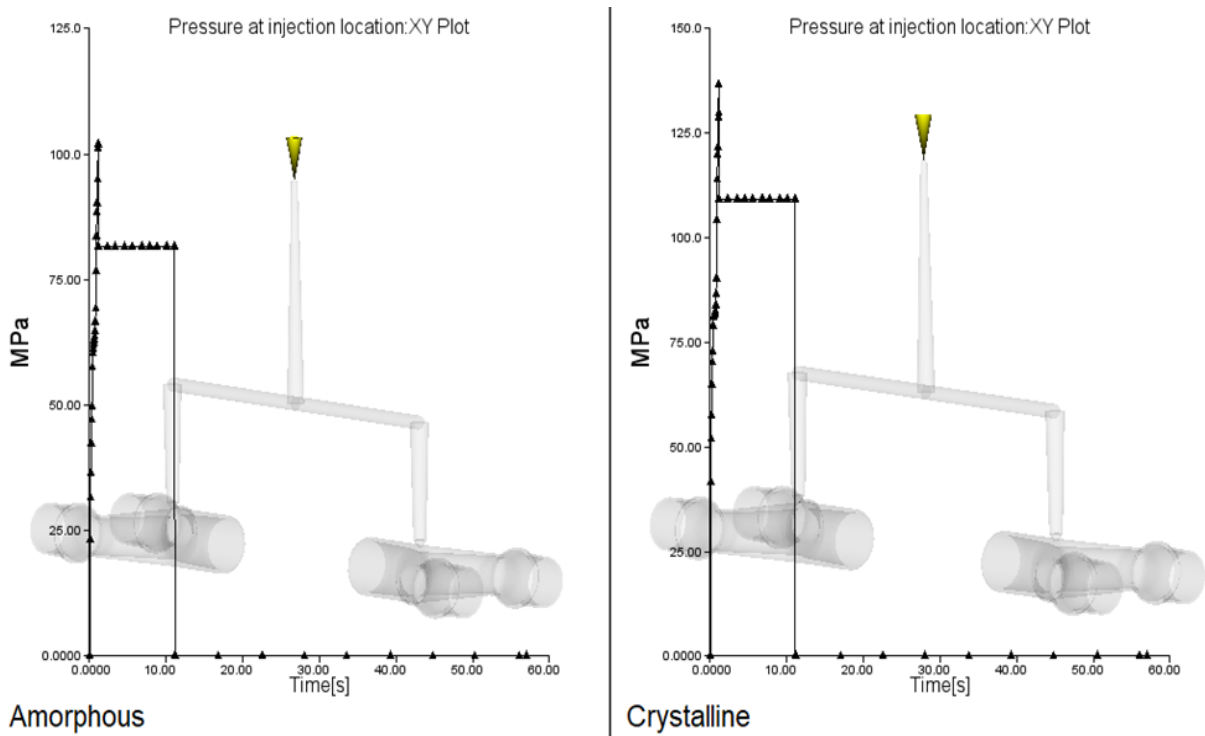 Pressure at injection location:XY Plot
125.0
100.0
75.00
50.00
25.00
0.0000
MPa
0.0000 10.00 20.00 30.00 40.00 50.00 60.00
Time[s]
Amorphous
Pressure at injection location:XY Plot
150.0
125.0
100.0
75.00
50.00
25.00
0.0000
MPa
0.0000 10.00 20.00 30.00 40.00 50.00 60.00
Time[s]
Crystalline